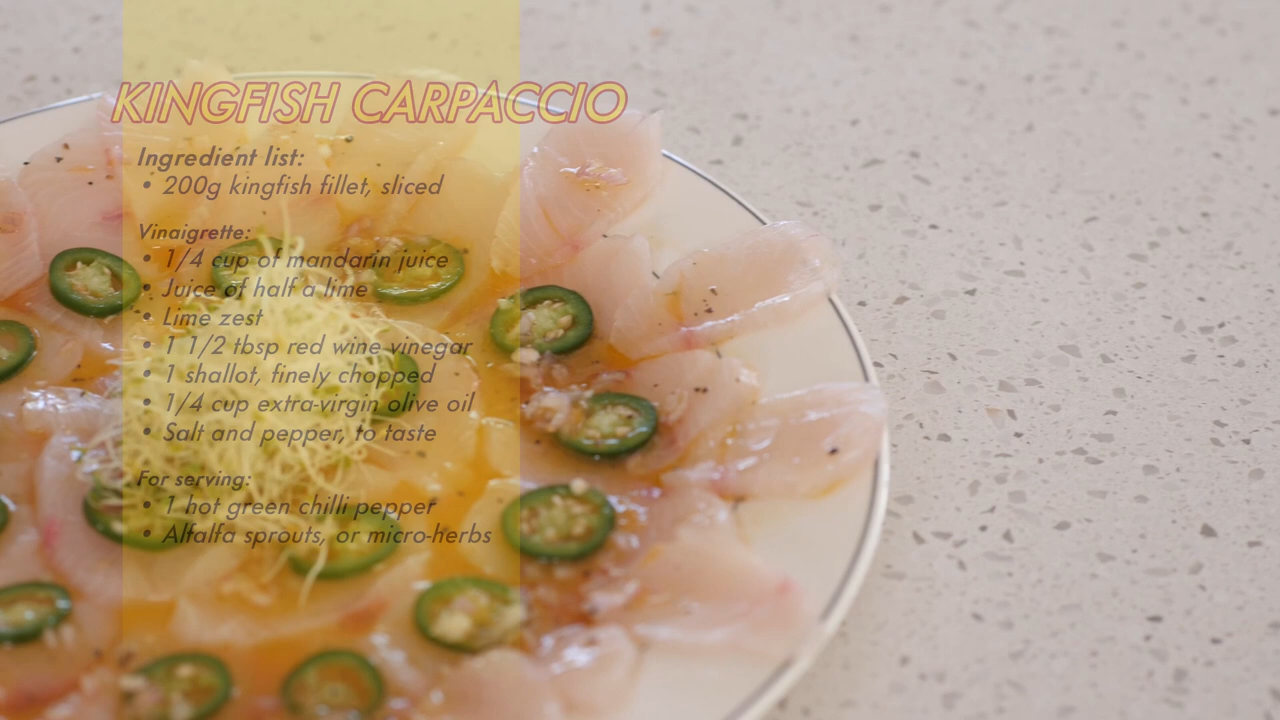 KINGFISH CARPACCIO
Ingredient list:
• 200g kingfish fillet, sliced
Vinaigrette:
• 1/4 cup of mandarin juice
• Juice of half a lime
• Lime zest
• 1 1/2 tbsp red wine vinegar
• 1 shallot, finely chopped
• 1/4 cup extra-virgin olive oil
• Salt and pepper, to taste
For serving:
• 1 hot green chilli pepper
• Alfalfa sprouts, or micro-herbs